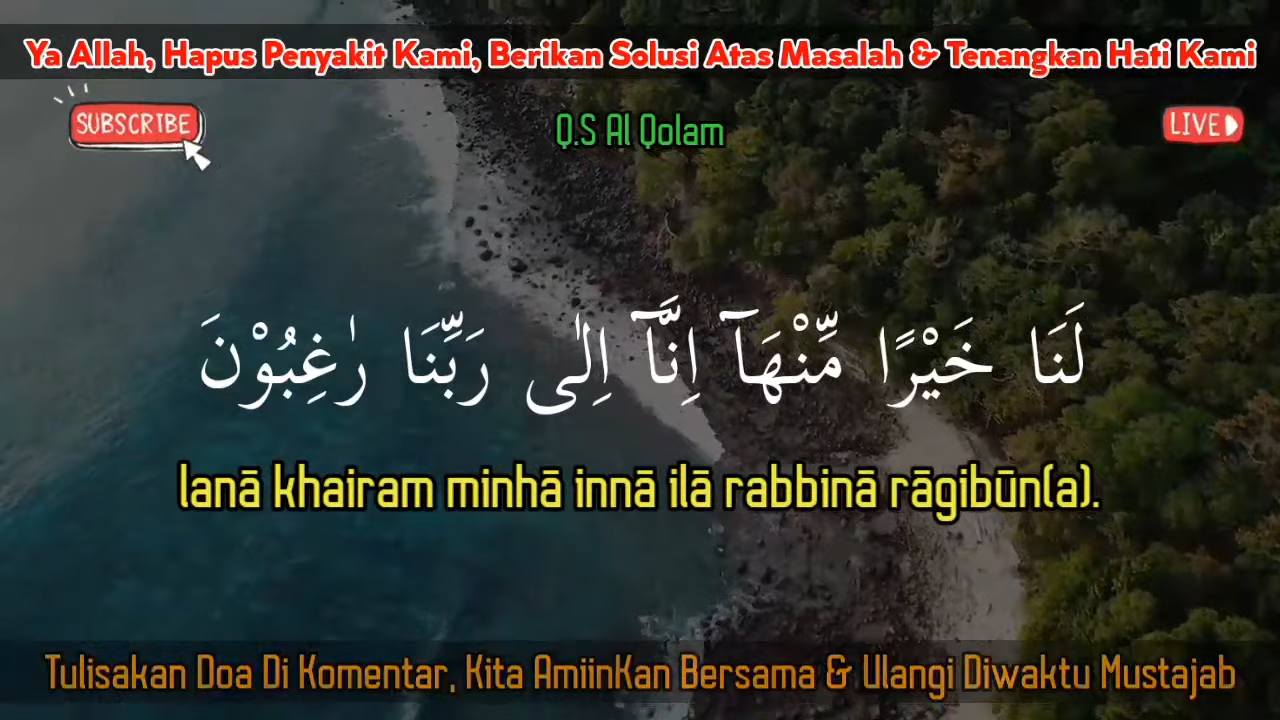 Ya Allah, Hapus Penyakit Kami, Berikan Solusi Atas Masalah & Tenangkan Hati Kami
SUBSCRIBE
Q.S Al Qolam
LIVE
لَنَا خَيْرًا مِّنْهَآ اِنَّآ اِلٰى رَبِّنَا رٰغِبُوْنَ
lanā khairam minhā innā ilā rabbinā rāgibūn(a).
Tulisakan Doa Di Komentar, Kita AmiinKan Bersama & Ulangi Diwaktu Mustajab